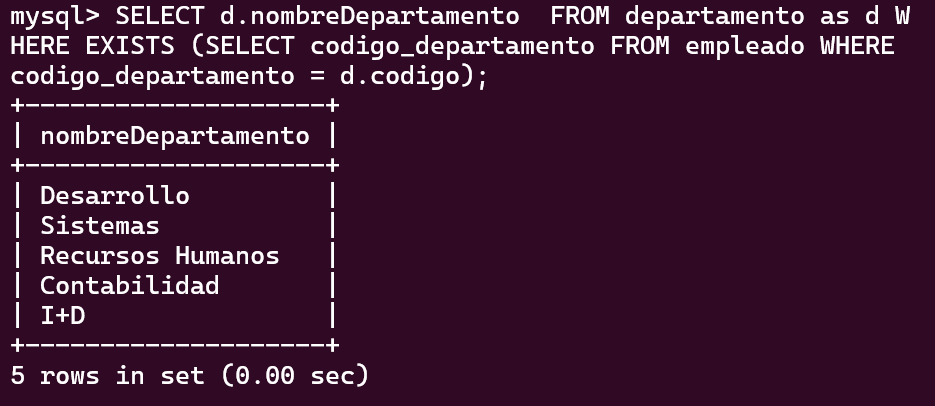 mysql> SELECT d.nombreDepartamento  FROM departamento as d W
HERE EXISTS (SELECT codigo_departamento FROM empleado WHERE
codigo_departamento = d.codigo);
+--------------------+
| nombreDepartamento |
+--------------------+
| Desarrollo         |
| Sistemas           |
| Recursos Humanos   |
| Contabilidad       |
| I+D                |
+--------------------+
5 rows in set (0.00 sec)